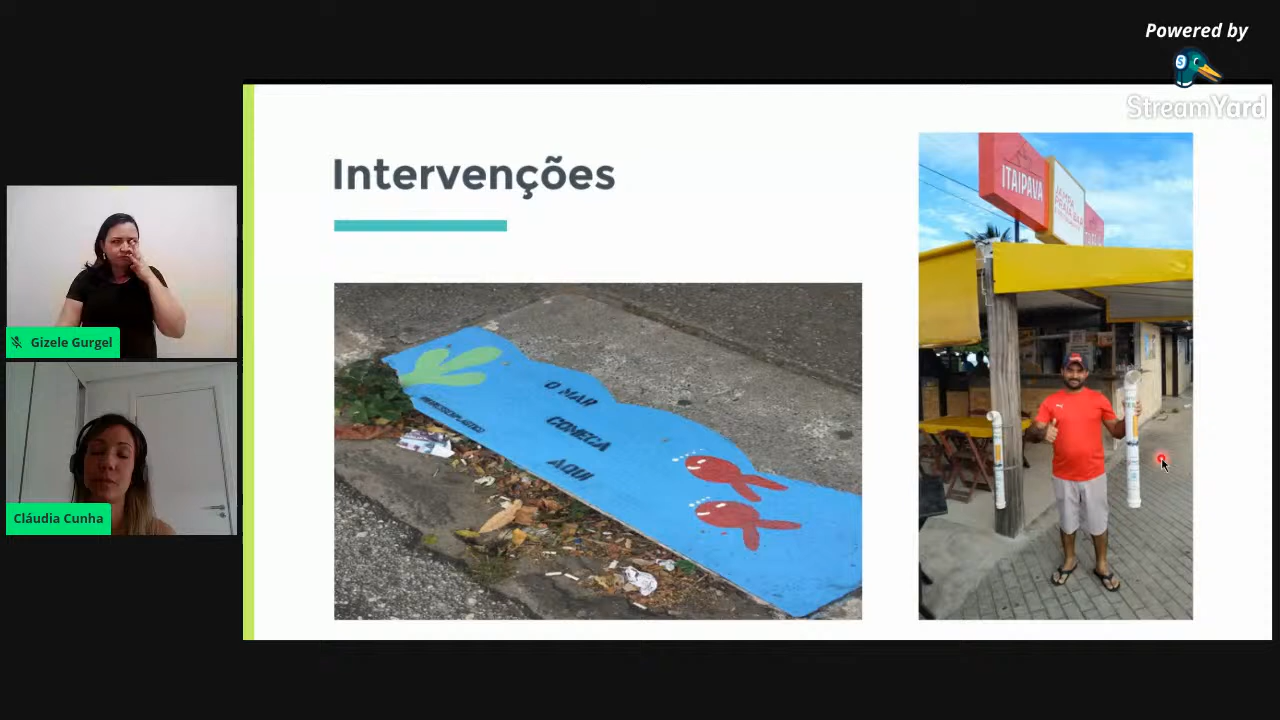 Powered by
StreamYard
Intervenções
ITAIPAVA
O MAR
COMEÇA
AQUI
Gizele Gurgel
Cláudia Cunha